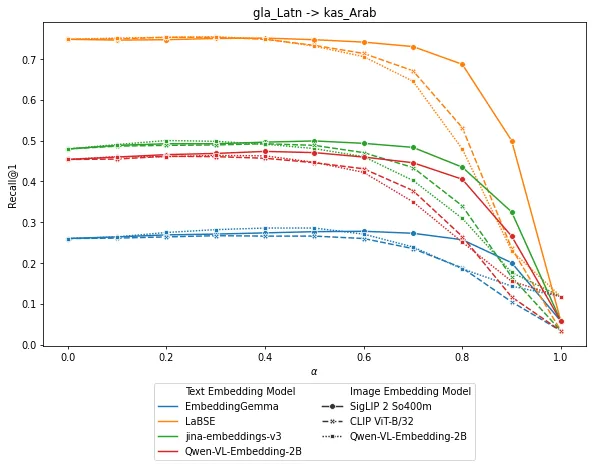 gla_Latn -> kas_Arab
Recall@1
0.7
0.6
0.5
0.4
0.3
0.2
0.1
0.0
0.0 0.2 0.4 0.6 0.8 1.0
α
Text Embedding Model Image Embedding Model
EmbeddingGemma SigLIP 2 So400m
LaBSE CLIP ViT-B/32
jina-embeddings-v3 Qwen-VL-Embedding-2B
Qwen-VL-Embedding-2B